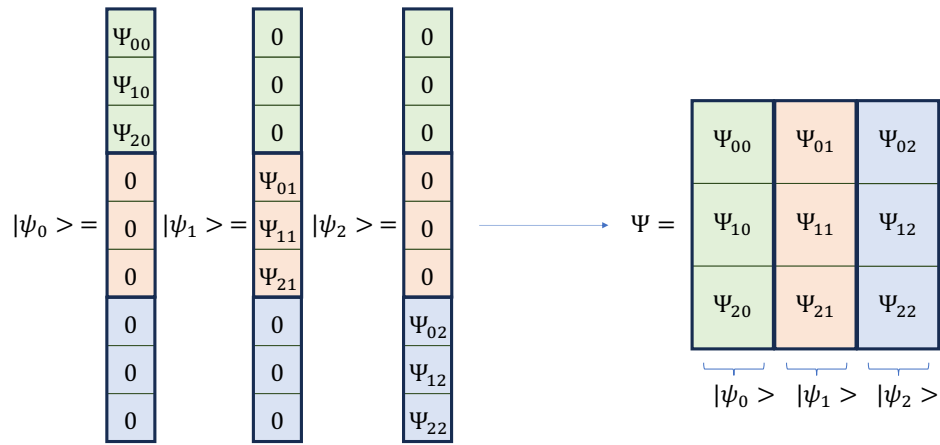 |ψ₀ > =
Ψ₀₀
Ψ₁₀
Ψ₂₀
0
0
0
0
0
0
|ψ₁ > =
0
0
0
Ψ₀₁
Ψ₁₁
Ψ₂₁
0
0
0
|ψ₂ > =
0
0
0
0
0
0
Ψ₀₂
Ψ₁₂
Ψ₂₂
Ψ =
Ψ₀₀ Ψ₀₁ Ψ₀₂
Ψ₁₀ Ψ₁₁ Ψ₁₂
Ψ₂₀ Ψ₂₁ Ψ₂₂
|ψ₀ > |ψ₁ > |ψ₂ >